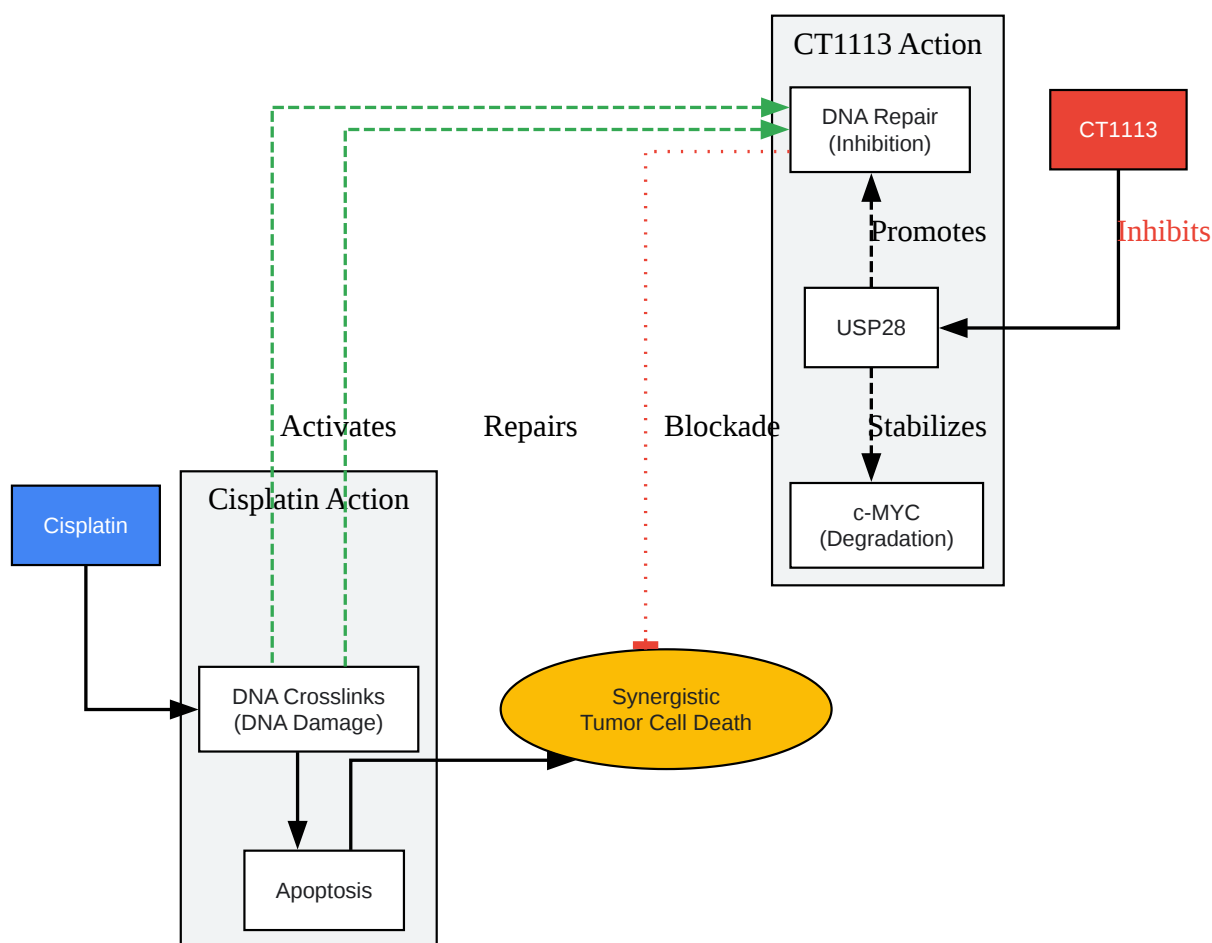 CT1113 Action
DNA Repair
(Inhibition)
CT1113
Promotes
Inhibits
USP28
Activates
Repairs
Blockade
Stabilizes
Cisplatin Action
Cisplatin
c-MYC
(Degradation)
DNA Crosslinks
(DNA Damage)
Synergistic
Tumor Cell Death
Apoptosis